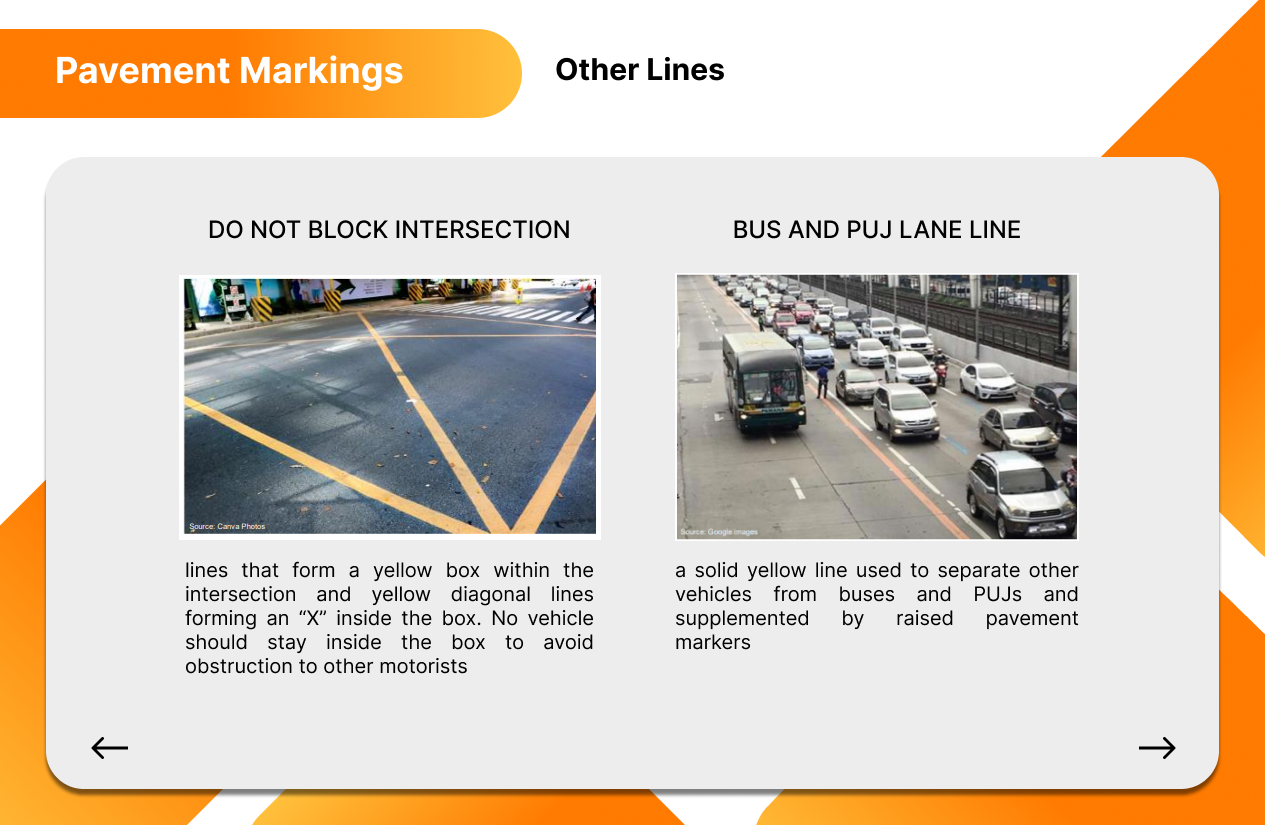 Pavement Markings
Other Lines
DO NOT BLOCK INTERSECTION
Source: Canva Photos
lines that form a yellow box within the
intersection and yellow diagonal lines
forming an “X” inside the box. No vehicle
should stay inside the box to avoid
obstruction to other motorists
BUS AND PUJ LANE LINE
Source: Google images
a solid yellow line used to separate other
vehicles from buses and PUJs and
supplemented by raised pavement
markers